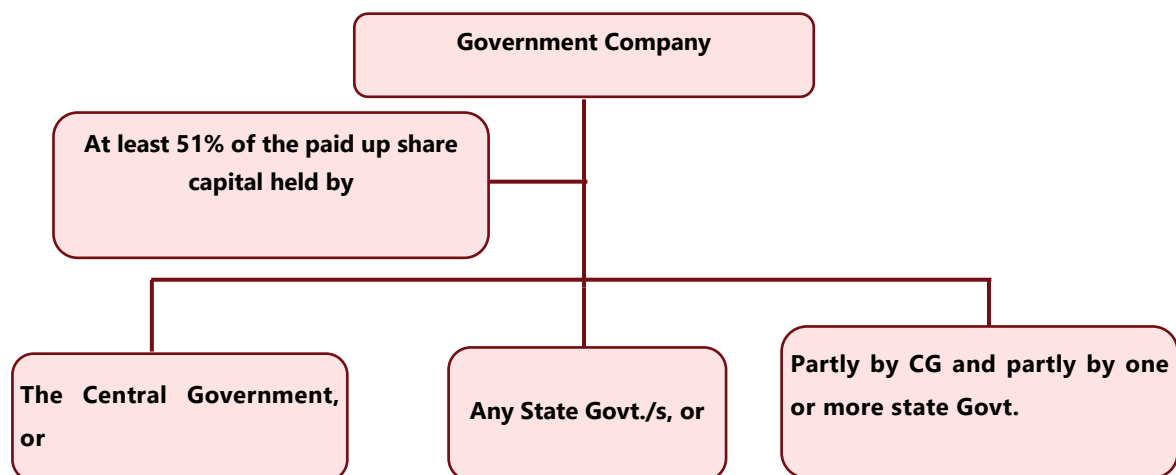 Government Company
At least 51% of the paid up share
capital held by
The Central Government,
or
Any State Govt./s, or
Partly by CG and partly by one
or more state Govt.